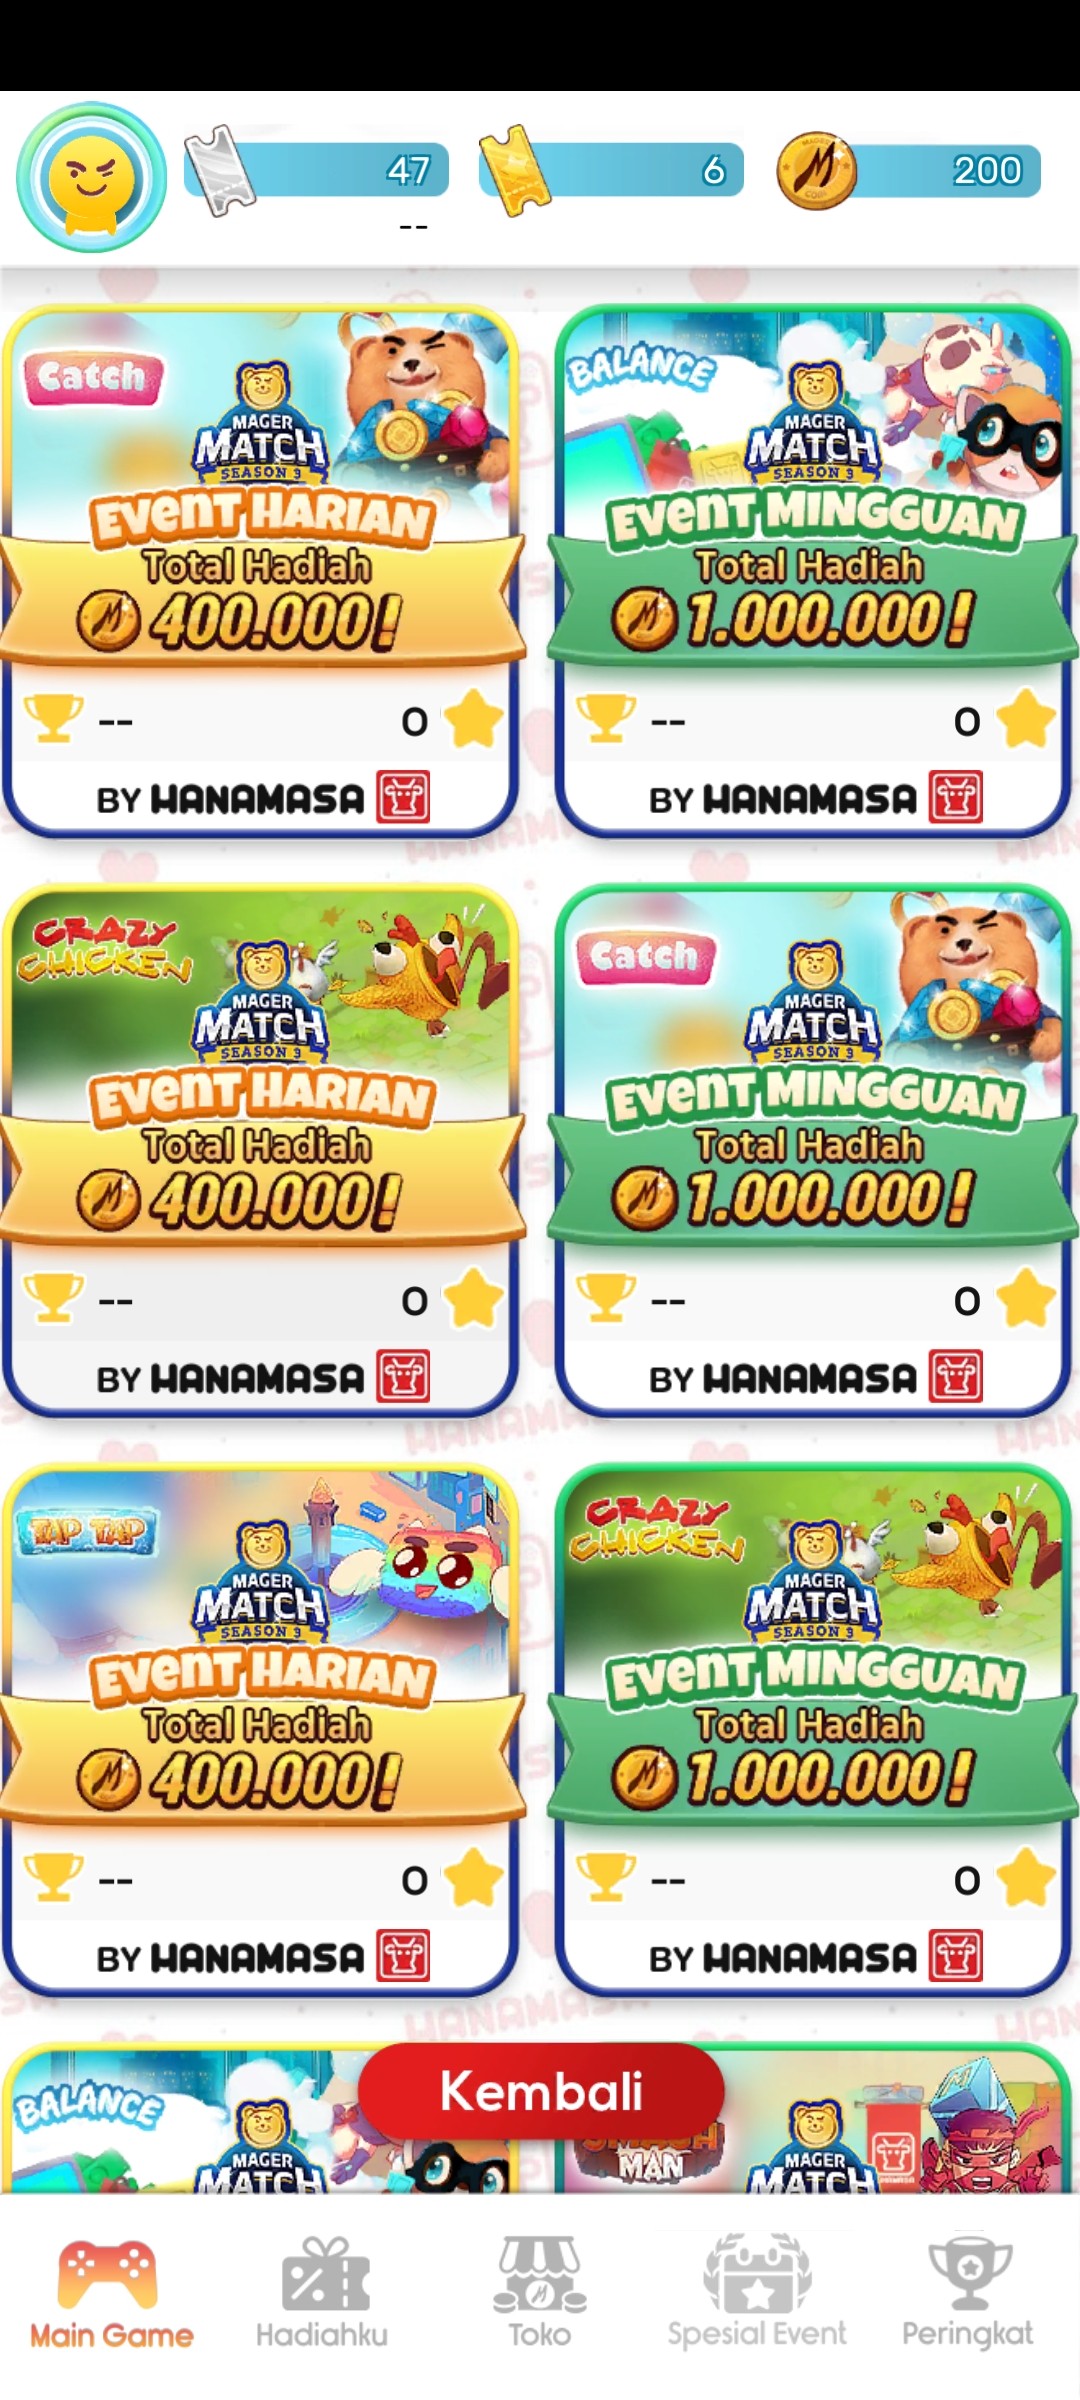 47
6
200
--
Catch
MAGER
MATCH
SEASON 3
EVENT HARIAN
Total Hadiah
400.000!
-- 0
BY HANAMASA
BALANCE
MAGER
MATCH
SEASON 3
EVENT MINGGUAN
Total Hadiah
1.000.000!
-- 0
BY HANAMASA
CRAZY
CHICKEN
MAGER
MATCH
SEASON 3
EVENT HARIAN
Total Hadiah
400.000!
-- 0
BY HANAMASA
Catch
MAGER
MATCH
SEASON 3
EVENT MINGGUAN
Total Hadiah
1.000.000!
-- 0
BY HANAMASA
TAP TAP
MAGER
MATCH
SEASON 3
EVENT HARIAN
Total Hadiah
400.000!
-- 0
BY HANAMASA
CRAZY
CHICKEN
MAGER
MATCH
SEASON 3
EVENT MINGGUAN
Total Hadiah
1.000.000!
-- 0
BY HANAMASA
BALANCE
MAGER
MATCH
Kembali
MAN
MAGER
MATCH
Main Game
Hadiahku
Toko
Spesial Event
Peringkat